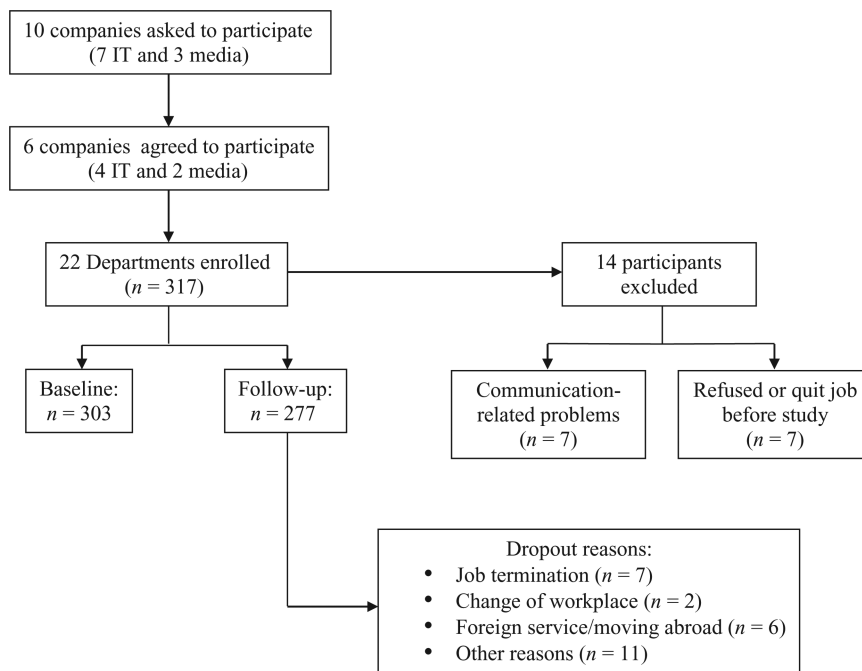 10 companies asked to participate
(7 IT and 3 media)
6 companies agreed to participate
(4 IT and 2 media)
22 Departments enrolled
(n = 317)
14 participants
excluded
Baseline:
n = 303
Follow-up:
n = 277
Communication-
related problems
(n = 7)
Refused or quit job
before study
(n = 7)
Dropout reasons:
• Job termination (n = 7)
• Change of workplace (n = 2)
• Foreign service/moving abroad (n = 6)
• Other reasons (n = 11)